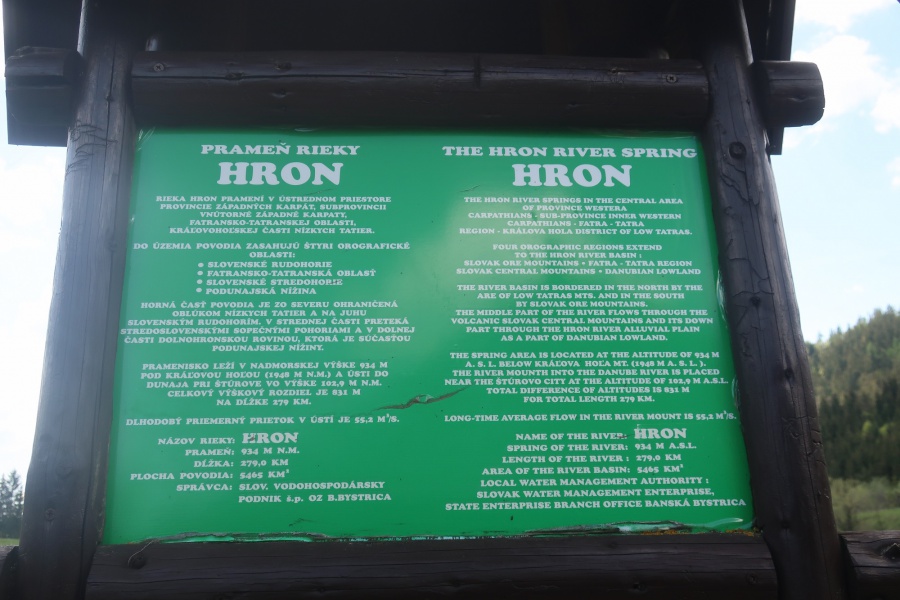 PRAMEŇ RIEKY
HRON
RIEKA HRON PRAMENÍ V ÚSTREDNOM PRIESTORE
PROVINCIE ZÁPADNÝCH KARPÁT, SUBPROVINCII
VNÚTORNÉ ZÁPADNÉ KARPATY,
FATRANSKO-TATRANSKEJ OBLASTI,
KRÁĽOVOHOĽSKEJ ČASTI NÍZKYCH TATIER.
DO ÚZEMIA POVODIA ZASAHUJÚ ŠTYRI OROGRAFICKÉ
OBLASTI:
• SLOVENSKÉ RUDOHORIE
• FATRANSKO-TATRANSKÁ OBLASŤ
• SLOVENSKÉ STREDOHORIE
• PODUNAJSKÁ NÍŽINA
HORNÁ ČASŤ POVODIA JE ZO SEVERU OHRANIČENÁ
OBLÚKOM NÍZKYCH TATIER A NA JUHU
SLOVENSKÝM RUDOHORÍM, V STREDNEJ ČASTI PRETEKÁ
STREDOSLOVENSKÝMI SOPEČNÝMI POHORIAMI A V DOLNEJ
ČASTI DOLNOHRONSKOU ROVINOU, KTORÁ JE SÚČASŤOU
PODUNAJSKEJ NÍŽINY.
PRAMENISKO LEŽÍ V NADMORSKEJ VÝŠKE 934 M
POD KRÁĽOVOU HOĽOU (1948 M N.M.) A ÚSTI DO
DUNAJA PRI ŠTÚROVE VO VÝŠKE 102,9 M N.M.
CELKOVÝ VÝŠKOVÝ ROZDIEL JE 831 M
NA DĹŽKE 279 KM.
DLHODOBÝ PRIEMERNÝ PRIETOK V ÚSTÍ JE 55,2 M³/S.
NÁZOV RIEKY: HRON
PRAMEŇ: 934 M N.M.
DĹŽKA: 279,0 KM
PLOCHA POVODIA: 5465 KM²
SPRÁVCA: SLOV. VODOHOSPODÁRSKY
PODNIK š.p. OZ B.BYSTRICA
THE HRON RIVER SPRING
HRON
THE HRON RIVER SPRINGS IN THE CENTRAL AREA
OF PROVINCE WESTERA
CARPATHIANS - SUB-PROVINCE INNER WESTERN
CARPATHIANS - FATRA - TATRA
REGION - KRÁĽOVA HOLA DISTRICT OF LOW TATRAS.
FOUR OROGRAPHIC REGIONS EXTEND
TO THE HRON RIVER BASIN :
SLOVAK ORE MOUNTAINS • FATRA - TATRA REGION
SLOVAK CENTRAL MOUNTAINS • DANUBIAN LOWLAND
THE RIVER BASIN IS BORDERED IN THE NORTH BY THE
ARE OF LOW TATRAS MTS. AND IN THE SOUTH
BY SLOVAK ORE MOUNTAINS.
THE MIDDLE PART OF THE RIVER FLOWS THROUGH THE
VOLCANIC SLOVAK CENTRAL MOUNTAINS AND ITS DOWN
PART THROUGH THE HRON RIVER ALLUVIAL PLAIN
AS A PART OF DANUBIAN LOWLAND.
THE SPRING AREA IS LOCATED AT THE ALTITUDE OF 934 M
A. S. L. BELOW KRÁĽOVA HOĽA MT. (1948 M A. S. L. ).
THE RIVER MOUNTH INTO THE DANUBE RIVER IS PLACED
NEAR THE ŠTÚROVO CITY AT THE ALTITUDE OF 102,9 M A.S.L.
TOTAL DIFFERENCE OF ALTITUDES IS 831 M
FOR TOTAL LENGTH 279 KM.
LONG-TIME AVERAGE FLOW IN THE RIVER MOUNT IS 55,2 M³/S.
NAME OF THE RIVER: HRON
SPRING OF THE RIVER: 934 M A.S.L.
LENGTH OF THE RIVER : 279,0 KM
AREA OF THE RIVER BASIN: 5465 KM²
LOCAL WATER MANAGEMENT AUTHORITY :
SLOVAK WATER MANAGEMENT ENTERPRISE,
STATE ENTERPRISE BRANCH OFFICE BANSKÁ BYSTRICA